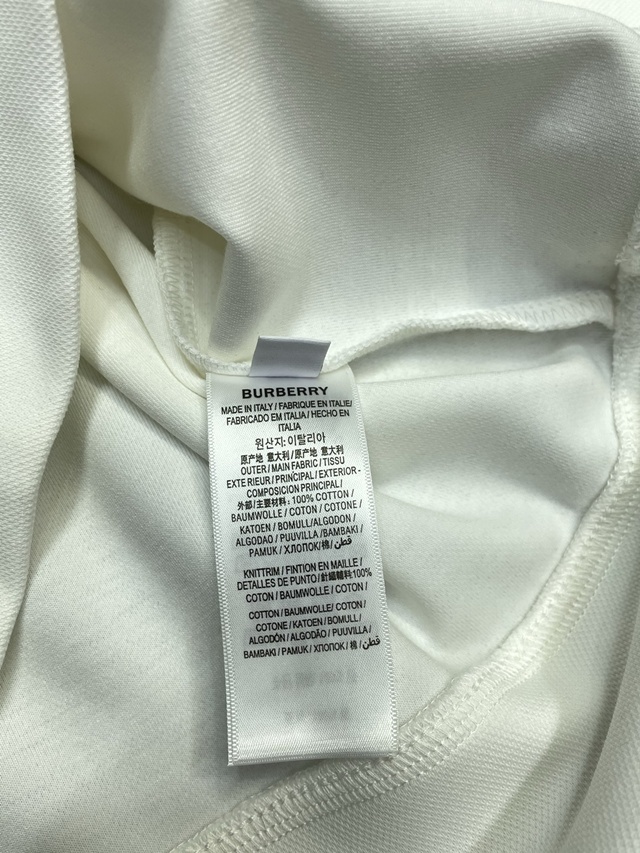 BURBERRY
MADE IN ITALY / FABRIQUE EN ITALIE/
FABRICADO EM ITALIA / HECHO EN
ITALIA
원산지:이탈리아
原产地 意大利 / 原産地 意大利
OUTER / MAIN FABRIC / TISSU
EXTE RIEUR / PRINCIPAL / EXTERIOR-
COMPOSICION PRINCIPAL /
外部/主要材料: 100% COTTON /
BAUMWOLLE / COTON / COTONE /
KATOEN / BOMULL/ALGODON /
ALGODAO / PUUVILLA /BAMBAKI /
PAMUK / ХЛОПОК/棉/ قطن
KNITTRIM / FINTION EN MAILLE /
DETALLES DE PUNTO / 針織輔料:100%
COTON / BAUMWOLLE / COTON /
COTTON / BAUMWOLLE/ COTON /
COTONE / KATOEN / BOMULL /
ALGODÓN / ALGODÃO / PUUVILLA /
BAMBAKI / PAMUK / ХЛОПОК / 棉 / قطن